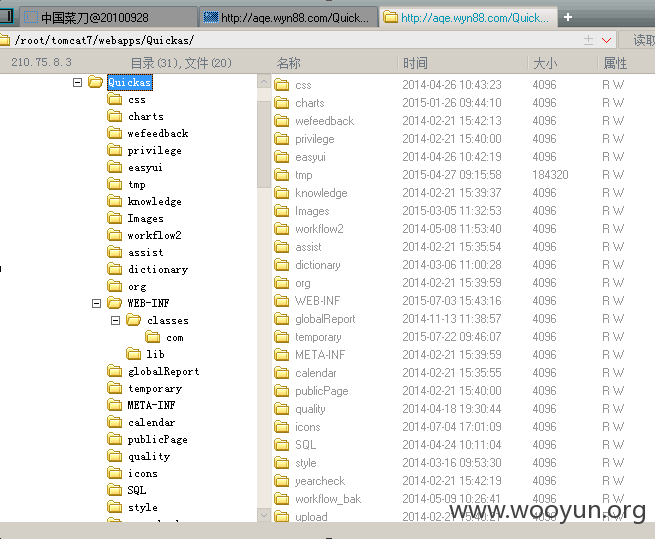 中国菜刀@20100928 http://aqe.wyn88.com/Quick... http://aqe.wyn88.com/Quick... +
/root/tomcat7/webapps/Quickas/ 读取
210.75.8.3 目录(31),文件(20) 名称 时间 大小 属性
Quickas
css
charts
wefeedback
privilege
easyui
tmp
knowledge
Images
workflow2
assist
dictionary
org
WEB-INF
classes
com
lib
globalReport
temporary
META-INF
calendar
publicPage
quality
icons
SQL
style
css 2014-04-26 10:43:23 4096 R W
charts 2015-01-26 09:44:10 4096 R W
wefeedback 2014-02-21 15:42:13 4096 R W
privilege 2014-02-21 15:40:00 4096 R W
easyui 2014-04-26 10:42:19 4096 R W
tmp 2015-04-27 09:15:58 184320 R W
knowledge 2014-02-21 15:39:37 4096 R W
Images 2015-03-05 11:32:53 4096 R W
workflow2 2014-05-08 11:53:40 4096 R W
assist 2014-02-21 15:35:54 4096 R W
dictionary 2014-03-06 11:00:28 4096 R W
org 2014-02-21 15:39:59 4096 R W
WEB-INF 2015-07-03 15:43:16 4096 R W
globalReport 2014-11-13 11:38:57 4096 R W
temporary 2015-07-22 09:46:07 4096 R W
META-INF 2014-02-21 15:39:59 4096 R W
calendar 2014-02-21 15:35:55 4096 R W
publicPage 2014-02-21 15:40:00 4096 R W
quality 2014-04-18 19:30:44 4096 R W
icons 2014-07-04 17:01:09 4096 R W
SQL 2014-04-24 10:11:04 4096 R W
style 2014-03-16 09:53:30 4096 R W
yearcheck 2014-02-21 15:42:19 4096 R W
workflow_bak 2014-05-09 10:26:41 4096 R W
upload 2014-02-21 4096 R W
www.wooyun.org